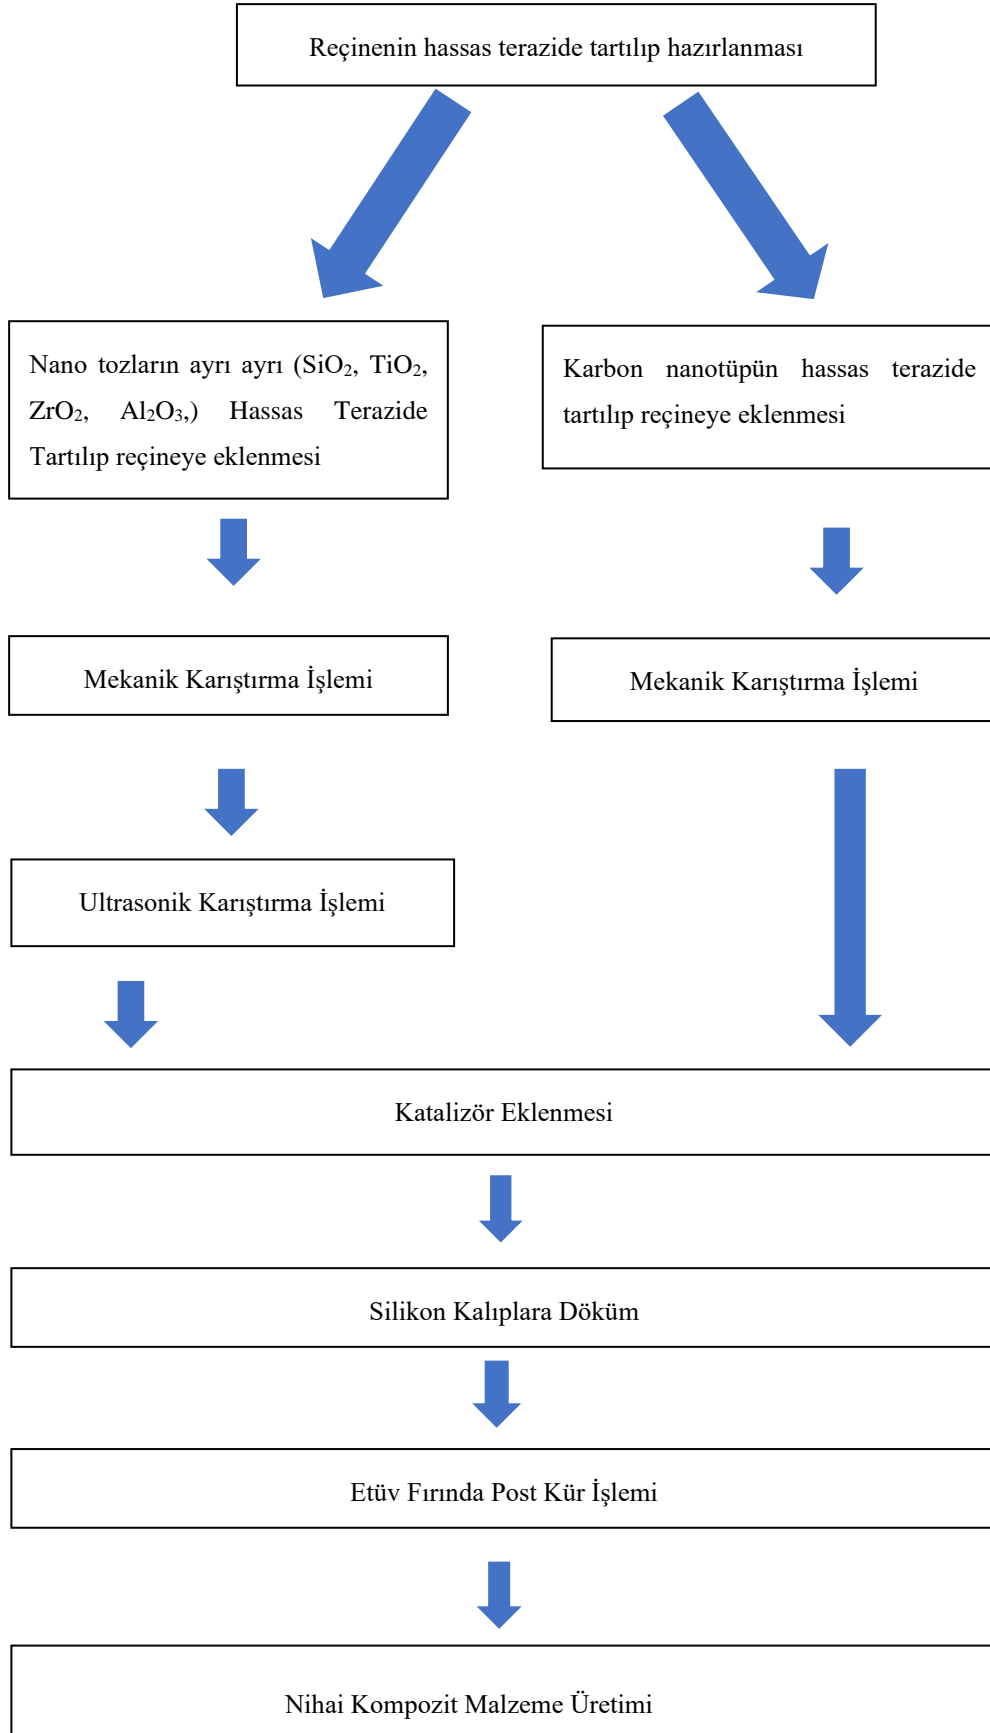 Reçinenin hassas terazide tartılıp hazırlanması
Nano tozların ayrı ayrı (SiO₂, TiO₂,
ZrO₂, Al₂O₃,) Hassas Terazide
Tartılıp reçineye eklenmesi
Karbon nanotüpün hassas terazide
tartılıp reçineye eklenmesi
Mekanik Karıştırma İşlemi
Mekanik Karıştırma İşlemi
Ultrasonik Karıştırma İşlemi
Katalizör Eklenmesi
Silikon Kalıplara Döküm
Etüv Fırında Post Kür İşlemi
Nihai Kompozit Malzeme Üretimi